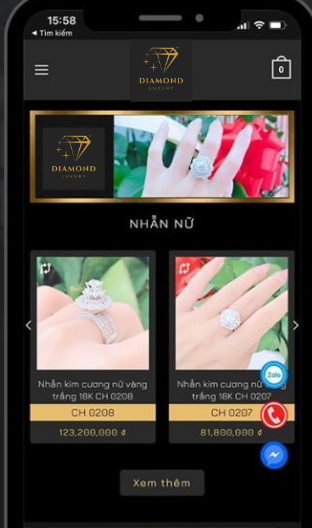 15:58
◀ Tìm kiếm
DIAMOND
LUXURY
0
DIAMOND
LUXURY
NHẪN NỮ
Nhẫn kim cương nữ vàng
trắng 18K CH 0208
CH 0208
123,200,000 đ
Nhẫn kim cương nữ
trắng 18K CH 0207
CH 0207
81,800,000 đ
Zalo
Xem thêm